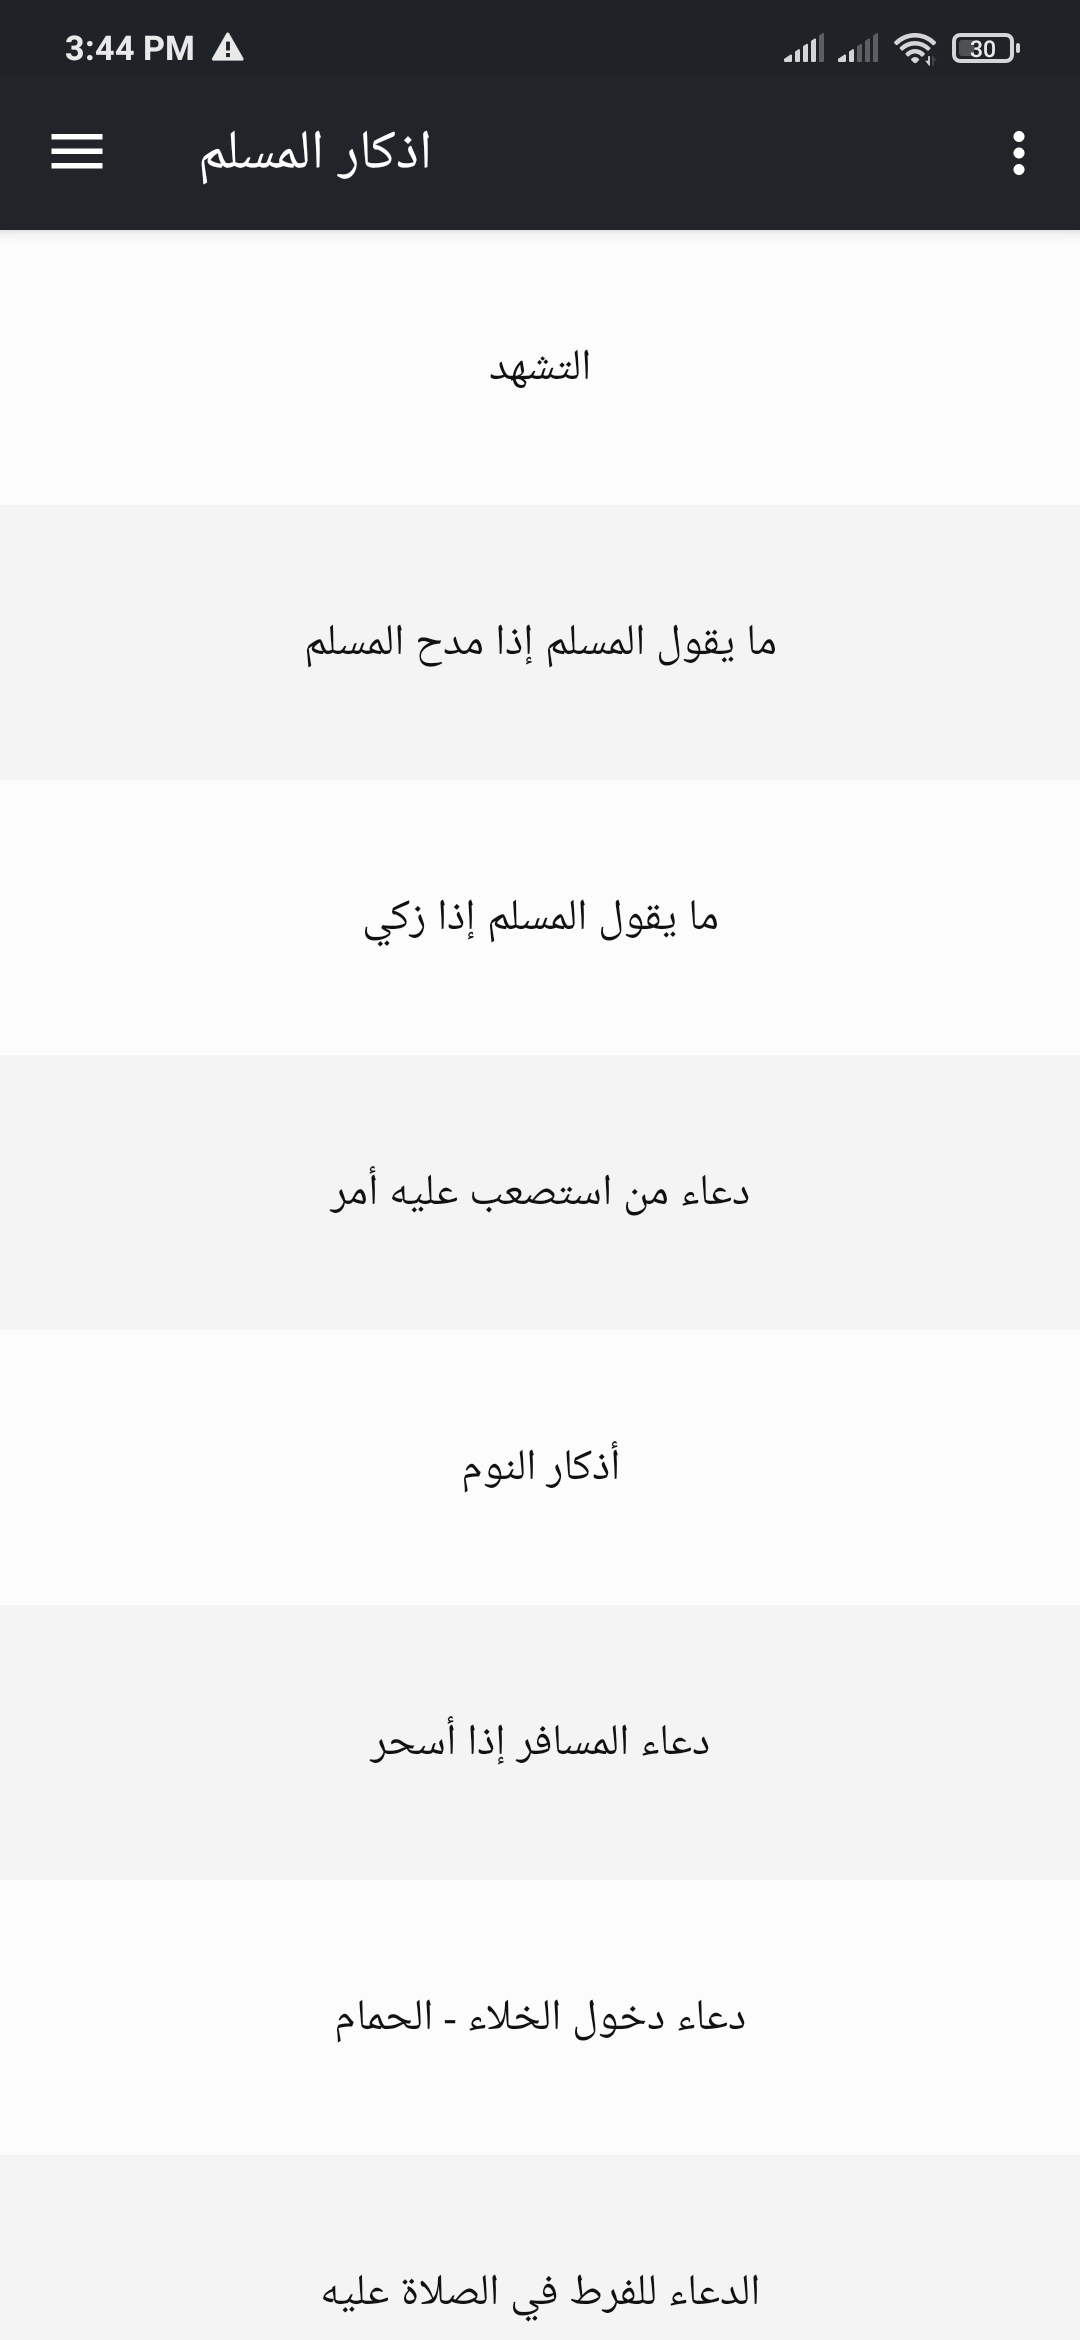 3:44 PM
30
اذكار المسلم
التشهد
ما يقول المسلم إذا مدح المسلم
ما يقول المسلم إذا زكي
دعاء من استصعب عليه أمر
أذكار النوم
دعاء المسافر إذا أسحر
دعاء دخول الخلاء - الحمام
الدعاء للفرط في الصلاة عليه